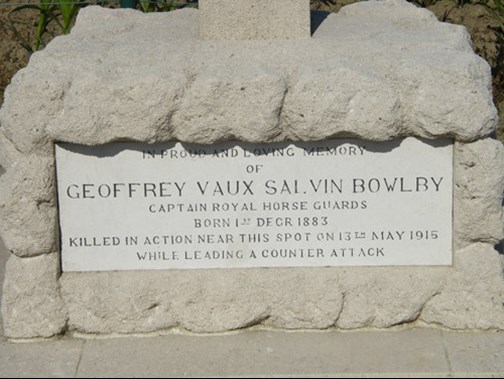 IN PROUD AND LOVING MEMORY
OF
GEOFFREY VAUX SALVIN BOWLBY
CAPTAIN ROYAL HORSE GUARDS
BORN 1ST DECR 1883
KILLED IN ACTION NEAR THIS SPOT ON 13TH MAY 1915
WHILE LEADING A COUNTER ATTACK